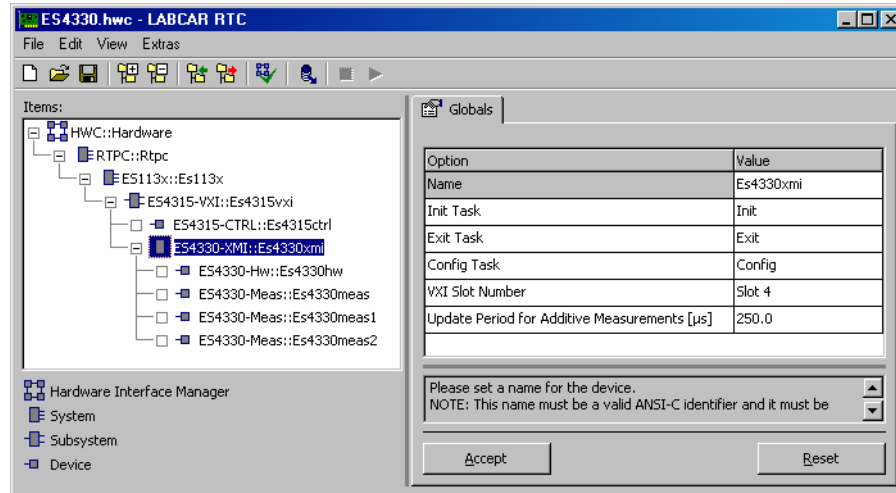 ES4330.hwc - LABCAR RTC
File Edit View Extras
Items:
HWC::Hardware
RTPC::Rtpc
ES113x::Es113x
ES4315-VXI::Es4315vxi
ES4315-CTRL::Es4315ctrl
ES4330-XMI::Es4330xmi
ES4330-Hw::Es4330hw
ES4330-Meas::Es4330meas
ES4330-Meas::Es4330meas1
ES4330-Meas::Es4330meas2
Hardware Interface Manager
System
Subsystem
Device
Globals
Option Value
Name Es4330xmi
Init Task Init
Exit Task Exit
Config Task Config
VXI Slot Number Slot 4
Update Period for Additive Measurements [µs] 250.0
Please set a name for the device.
NOTE: This name must be a valid ANSI-C identifier and it must be
Accept Reset